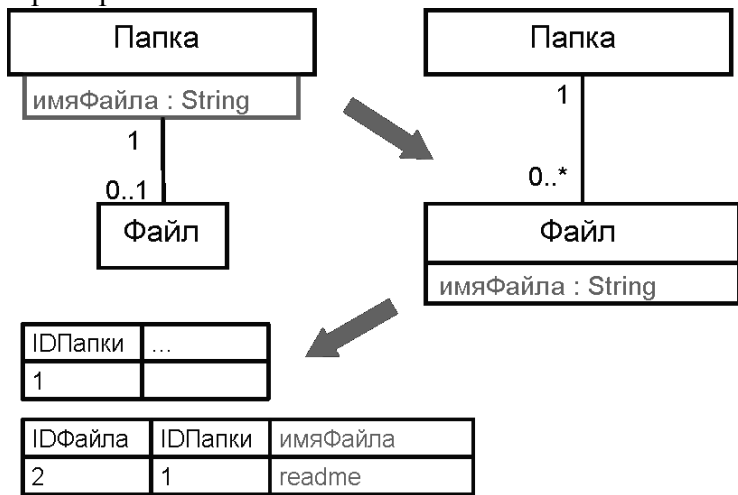 Папка
имяФайла : String
1
0..1
Файл
Папка
1
0..*
Файл
имяФайла : String
IDПапки ...
1
IDФайла IDПапки имяФайла
2 1 readme